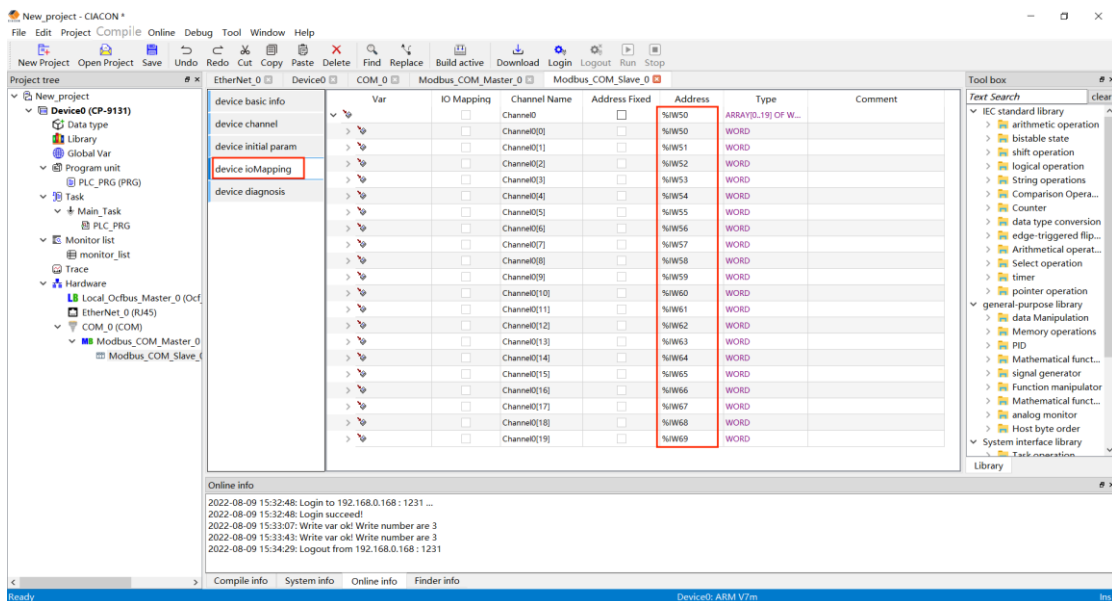 New_project - CIACON *
File Edit Project Compile Online Debug Tool Window Help
New Project Open Project Save Undo Redo Cut Copy Paste Delete Find Replace Build active Download Login Logout Run Stop
Project tree
New_project
Device0 (CP-9131)
Data type
Library
Global Var
Program unit
PLC_PRG (PRG)
Task
Main_Task
PLC_PRG
Monitor list
monitor_list
Trace
Hardware
LB Local_Ocfbus_Master_0 (Ocf
EtherNet_0 (RJ45)
COM_0 (COM)
MB Modbus_COM_Master_0
Modbus_COM_Slave_(
EtherNet_0 Device0 COM_0 Modbus_COM_Master_0 Modbus_COM_Slave_0
device basic info
device channel
device initial param
device ioMapping
device diagnosis
Var IO Mapping Channel Name Address Fixed Address Type Comment
Channel0 %IW50 ARRAY[0..19] OF W...
Channel0[0] %IW50 WORD
Channel0[1] %IW51 WORD
Channel0[2] %IW52 WORD
Channel0[3] %IW53 WORD
Channel0[4] %IW54 WORD
Channel0[5] %IW55 WORD
Channel0[6] %IW56 WORD
Channel0[7] %IW57 WORD
Channel0[8] %IW58 WORD
Channel0[9] %IW59 WORD
Channel0[10] %IW60 WORD
Channel0[11] %IW61 WORD
Channel0[12] %IW62 WORD
Channel0[13] %IW63 WORD
Channel0[14] %IW64 WORD
Channel0[15] %IW65 WORD
Channel0[16] %IW66 WORD
Channel0[17] %IW67 WORD
Channel0[18] %IW68 WORD
Channel0[19] %IW69 WORD
Tool box
Text Search clear
IEC standard library
arithmetic operation
bistable state
shift operation
logical operation
String operations
Comparison Opera...
Counter
data type conversion
edge-triggered flip...
Arithmetical operat...
Select operation
timer
pointer operation
general-purpose library
data Manipulation
Memory operations
PID
Mathematical funct...
signal generator
Function manipulator
Mathematical funct...
analog monitor
Host byte order
System interface library
Task operation
Library
Online info
2022-08-09 15:32:48: Login to 192.168.0.168 : 1231 ...
2022-08-09 15:32:48: Login succeed!
2022-08-09 15:33:07: Write var ok! Write number are 3
2022-08-09 15:33:43: Write var ok! Write number are 3
2022-08-09 15:34:29: Logout from 192.168.0.168 : 1231
Compile info System info Online info Finder info
Ready Device0: ARM V7m Ins